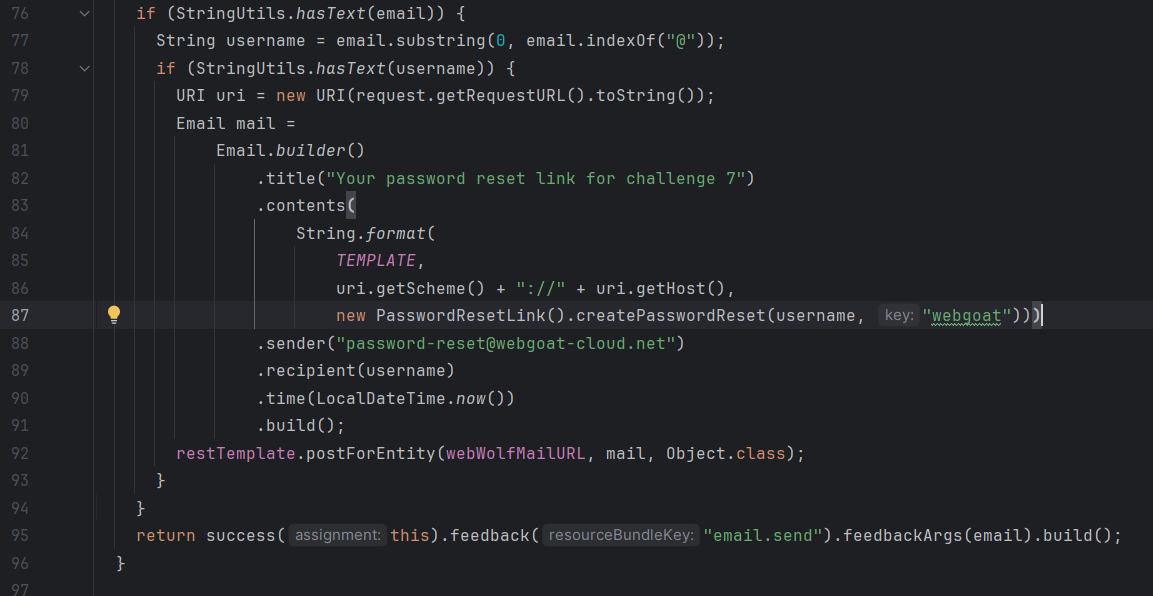 76 if (StringUtils.hasText(email)) {
77 String username = email.substring(0, email.indexOf("@"));
78 if (StringUtils.hasText(username)) {
79 URI uri = new URI(request.getRequestURL().toString());
80 Email mail =
81 Email.builder()
82 .title("Your password reset link for challenge 7")
83 .contents(
84 String.format(
85 TEMPLATE,
86 uri.getScheme() + "://" + uri.getHost(),
87 new PasswordResetLink().createPasswordReset(username, key: "webgoat")))
88 .sender("password-reset@webgoat-cloud.net")
89 .recipient(username)
90 .time(LocalDateTime.now())
91 .build();
92 restTemplate.postForEntity(webWolfMailURL, mail, Object.class);
93 }
94 }
95 return success( assignment: this).feedback( resourceBundleKey: "email.send").feedbackArgs(email).build();
96 }
97